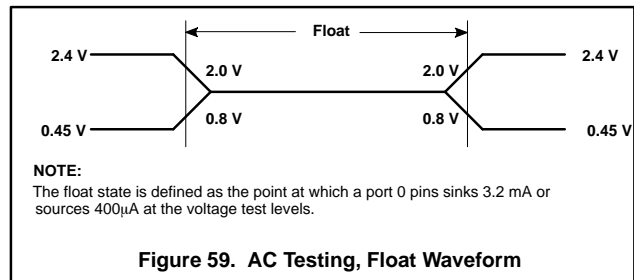 Float
2.4 V 2.0 V 2.0 V 2.4 V
0.45 V 0.8 V 0.8 V 0.45 V
NOTE:
The float state is defined as the point at which a port 0 pins sinks 3.2 mA or
sources 400µA at the voltage test levels.
Figure 59. AC Testing, Float Waveform